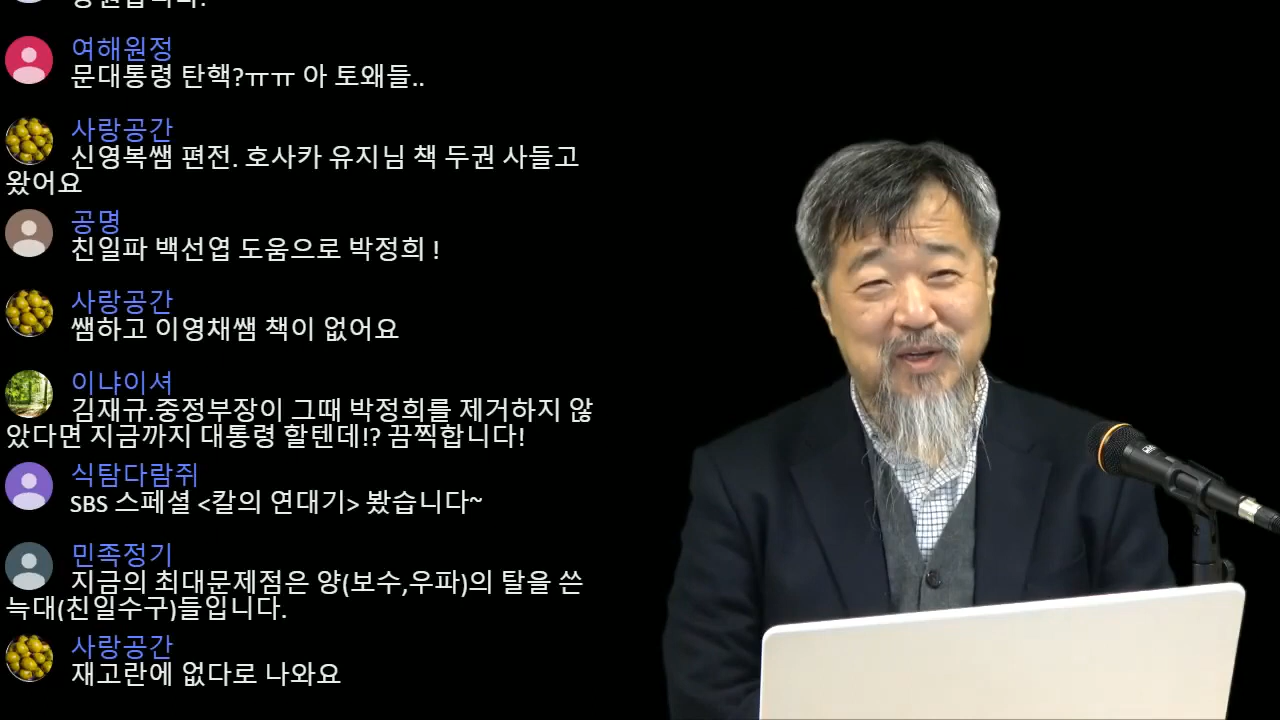 여해원정
문대통령 탄핵?ㅠㅠ 아 토왜들..
사랑공간
신영복쌤 편전. 호사카 유지님 책 두권 사들고
왔어요
공명
친일파 백선엽 도움으로 박정희 !
사랑공간
쌤하고 이영채쌤 책이 없어요
이냐이셔
김재규.중정부장이 그때 박정희를 제거하지 않
았다면 지금까지 대통령 할텐데!? 끔찍합니다!
식탐다람쥐
SBS 스페셜 <칼의 연대기> 봤습니다~
민족정기
지금의 최대문제점은 양(보수,우파)의 탈을 쓴
늑대(친일수구)들입니다.
사랑공간
재고란에 없다로 나와요